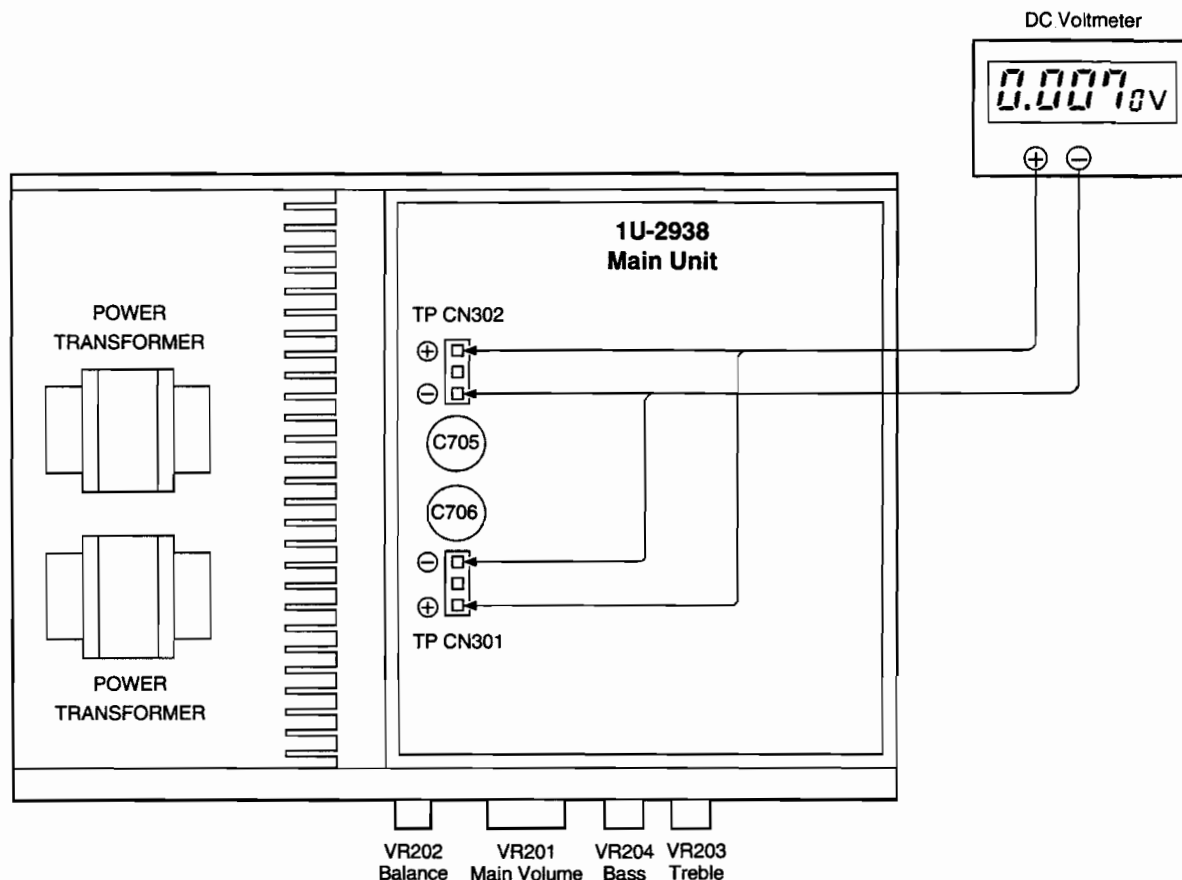 DC Voltmeter
0.0070V
+ −
1U-2938
Main Unit
POWER
TRANSFORMER
TP CN302
+
−
C705
C706
−
+
TP CN301
POWER
TRANSFORMER
VR202
Balance
VR201
Main Volume
VR204
Bass
VR203
Treble